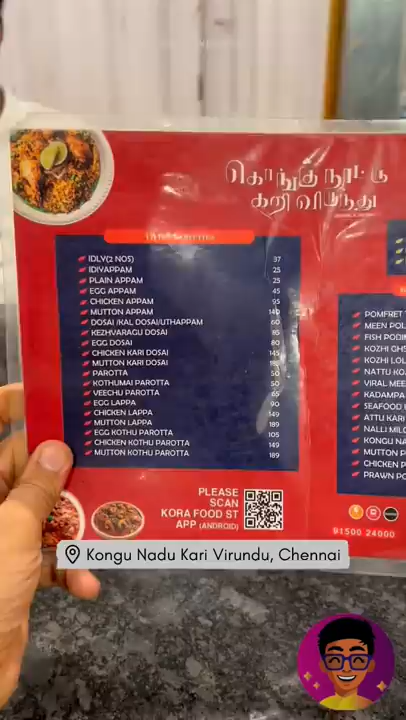 கொங்கு நாட்டு
கறி விருந்து
IDLY(2 NOS) 37
IDIYAPPAM 25
PLAIN APPAM 25
EGG APPAM 45
CHICKEN APPAM 95
MUTTON APPAM 140
DOSAI /KAL DOSAI/UTHAPPAM 60
KEZHVARAGU DOSAI 85
EGG DOSAI 80
CHICKEN KARI DOSAI 145
MUTTON KARI DOSAI
PAROTTA 50
KOTHUMAI PAROTTA 50
VEECHU PAROTTA 65
EGG LAPPA 90
CHICKEN LAPPA 149
MUTTON LAPPA 189
EGG KOTHU PAROTTA 105
CHICKEN KOTHU PAROTTA 149
MUTTON KOTHU PAROTTA 189
PLEASE
SCAN
KORA FOOD ST
APP (ANDROID)
POMFRET
MEEN
FISH
KOZHI
KOZHI
NATTU
VIRAL
KADAMPA
SEAFOOD
ATTU KARI
NALLI
KONGU
MUTTON
CHICKEN
PRAWN
91500 24000
Kongu Nadu Kari Virundu, Chennai